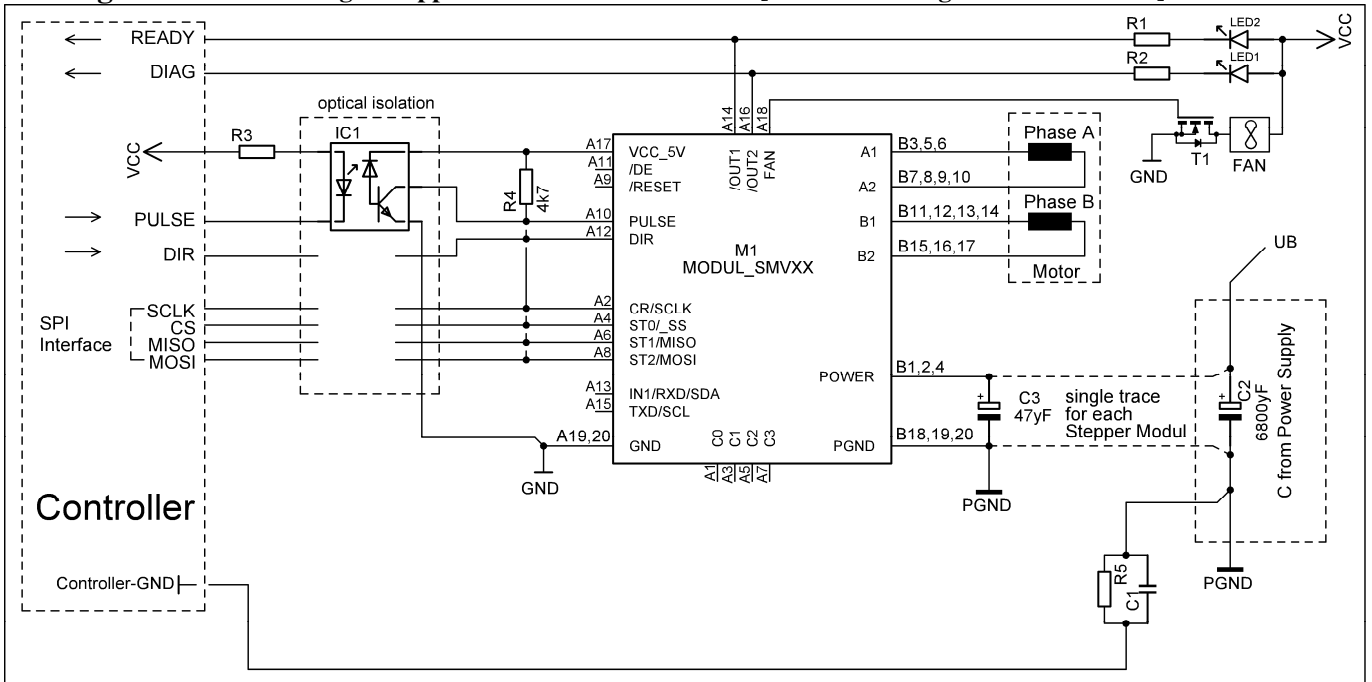 READY
DIAG
optical isolation
IC1
R3
VCC
PULSE
DIR
SPI
Interface
SCLK
CS
MISO
MOSI
Controller
Controller-GND
R4
4k7
A17
A11
A9
A10
A12
A2
A4
A6
A8
A13
A15
A19,20
GND
VCC_5V
/DE
/RESET
PULSE
DIR
CR/SCLK
ST0/_SS
ST1/MISO
ST2/MOSI
IN1/RXD/SDA
TXD/SCL
GND
A14
A16
A18
/OUT1
/OUT2
FAN
M1
MODUL_SMVXX
C0
C1
C2
C3
A1
A3
A5
A7
A1
A2
B1
B2
POWER
PGND
B3,5,6
B7,8,9,10
B11,12,13,14
B15,16,17
B1,2,4
B18,19,20
Phase A
Phase B
Motor
R1
R2
LED2
LED1
VCC
GND
T1
FAN
UB
+
C3
47yF
single trace
for each
Stepper Modul
PGND
+
C2
6800yF
C from Power Supply
PGND
R5
C1